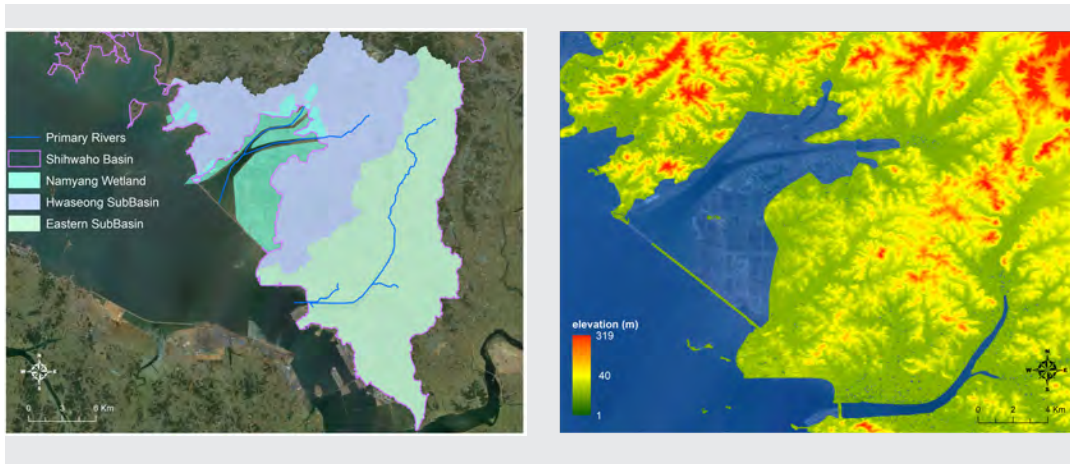 Primary Rivers
Shihwaho Basin
Namyang Wetland
Hwaseong SubBasin
Eastern SubBasin
N
W E
S
0 3 6 Km
elevation (m)
319
40
1
N
W E
S
0 2 4 Km